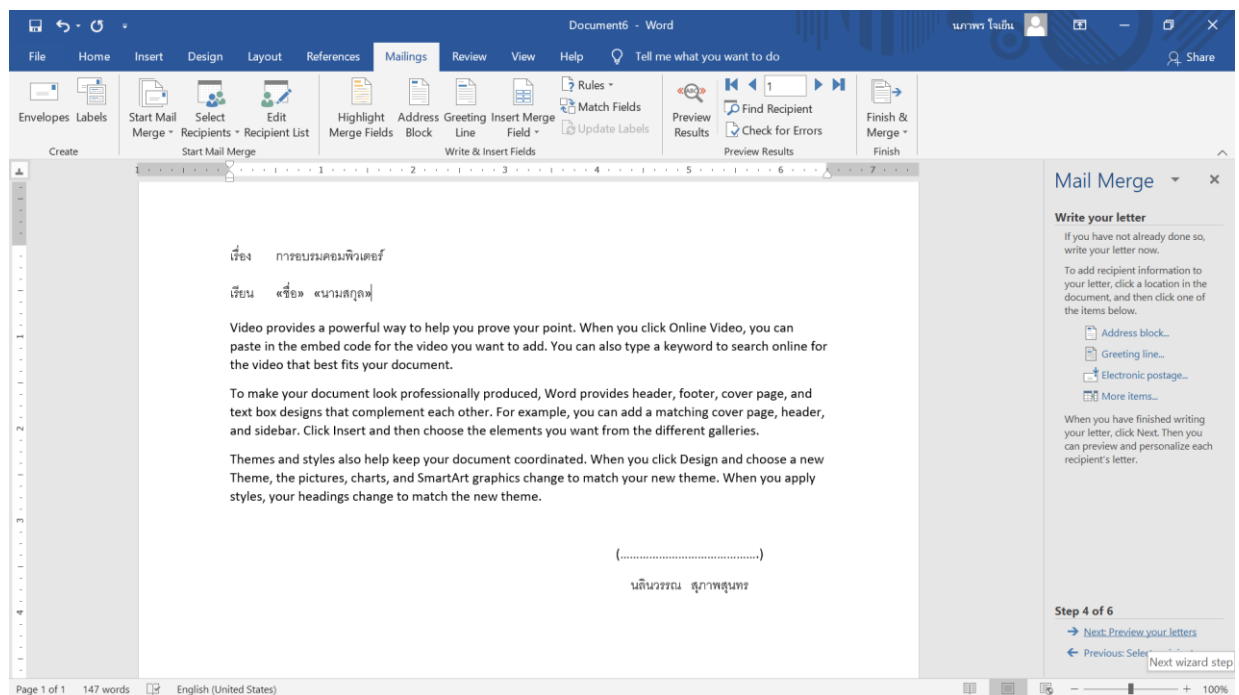 Document6 - Word
นภาพร ใจเย็น
File Home Insert Design Layout References Mailings Review View Help Tell me what you want to do Share
Envelopes Labels
Start Mail Merge
Select Recipients
Edit Recipient List
Highlight Merge Fields
Address Block
Greeting Line
Insert Merge Field
Rules
Match Fields
Update Labels
«ABC»
Preview Results
1
Find Recipient
Check for Errors
Finish & Merge
Create
Start Mail Merge
Write & Insert Fields
Preview Results
Finish
1 1 2 3 4 5 6 7
เรื่อง การอบรมคอมพิวเตอร์
เรียน «ชื่อ» «นามสกุล»
Video provides a powerful way to help you prove your point. When you click Online Video, you can
paste in the embed code for the video you want to add. You can also type a keyword to search online for
the video that best fits your document.
To make your document look professionally produced, Word provides header, footer, cover page, and
text box designs that complement each other. For example, you can add a matching cover page, header,
and sidebar. Click Insert and then choose the elements you want from the different galleries.
Themes and styles also help keep your document coordinated. When you click Design and choose a new
Theme, the pictures, charts, and SmartArt graphics change to match your new theme. When you apply
styles, your headings change to match the new theme.
(.............................................)
นลินวรรณ สุภาพสุนทร
Mail Merge
Write your letter
If you have not already done so,
write your letter now.
To add recipient information to
your letter, click a location in the
document, and then click one of
the items below.
Address block...
Greeting line...
Electronic postage...
More items...
When you have finished writing
your letter, click Next. Then you
can preview and personalize each
recipient's letter.
Step 4 of 6
Next: Preview your letters
Previous:
Next wizard step
1
2
3
4
Page 1 of 1 147 words English (United States) 100%